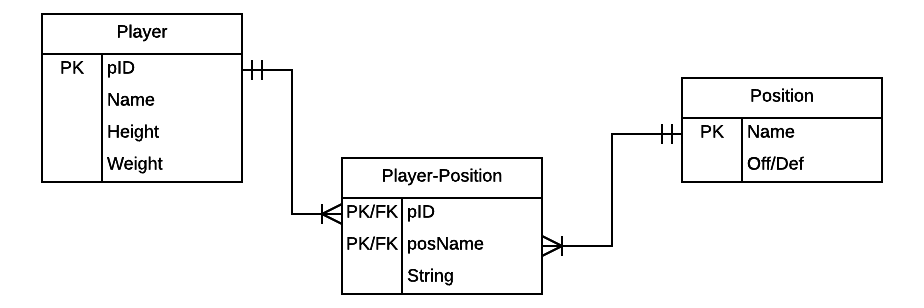 Player
PK pID
Name
Height
Weight
Position
PK Name
Off/Def
Player-Position
PK/FK pID
PK/FK posName
String